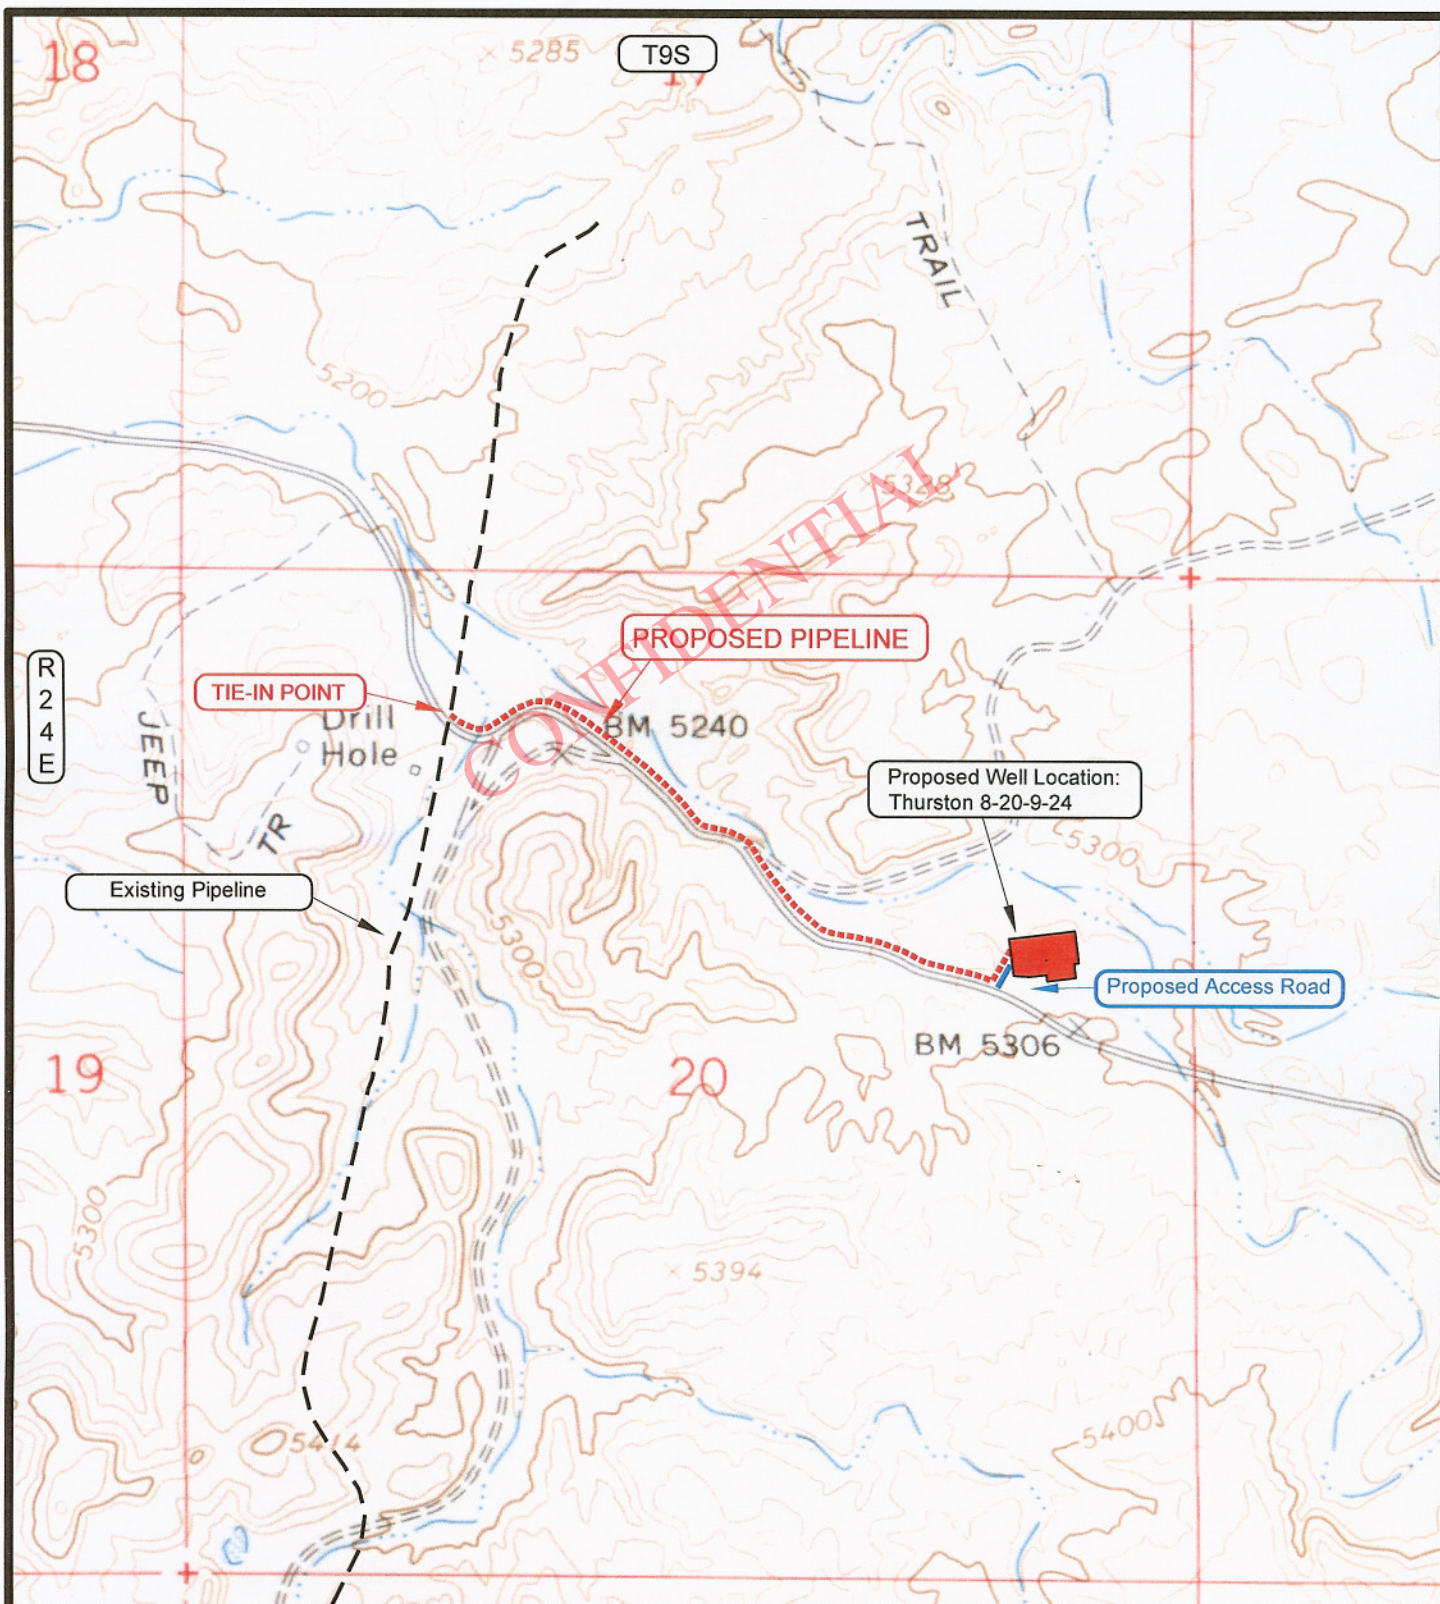 18
× 5285
T9S
17
TRAIL
5200
5328
CONFIDENTIAL
PROPOSED PIPELINE
R
2
4
E
TIE-IN POINT
Drill
Hole
BM 5240
JEEP
TR
Proposed Well Location:
Thurston 8-20-9-24
5300
Existing Pipeline
5300
Proposed Access Road
BM 5306
19
20
5300
× 5394
5414
5400